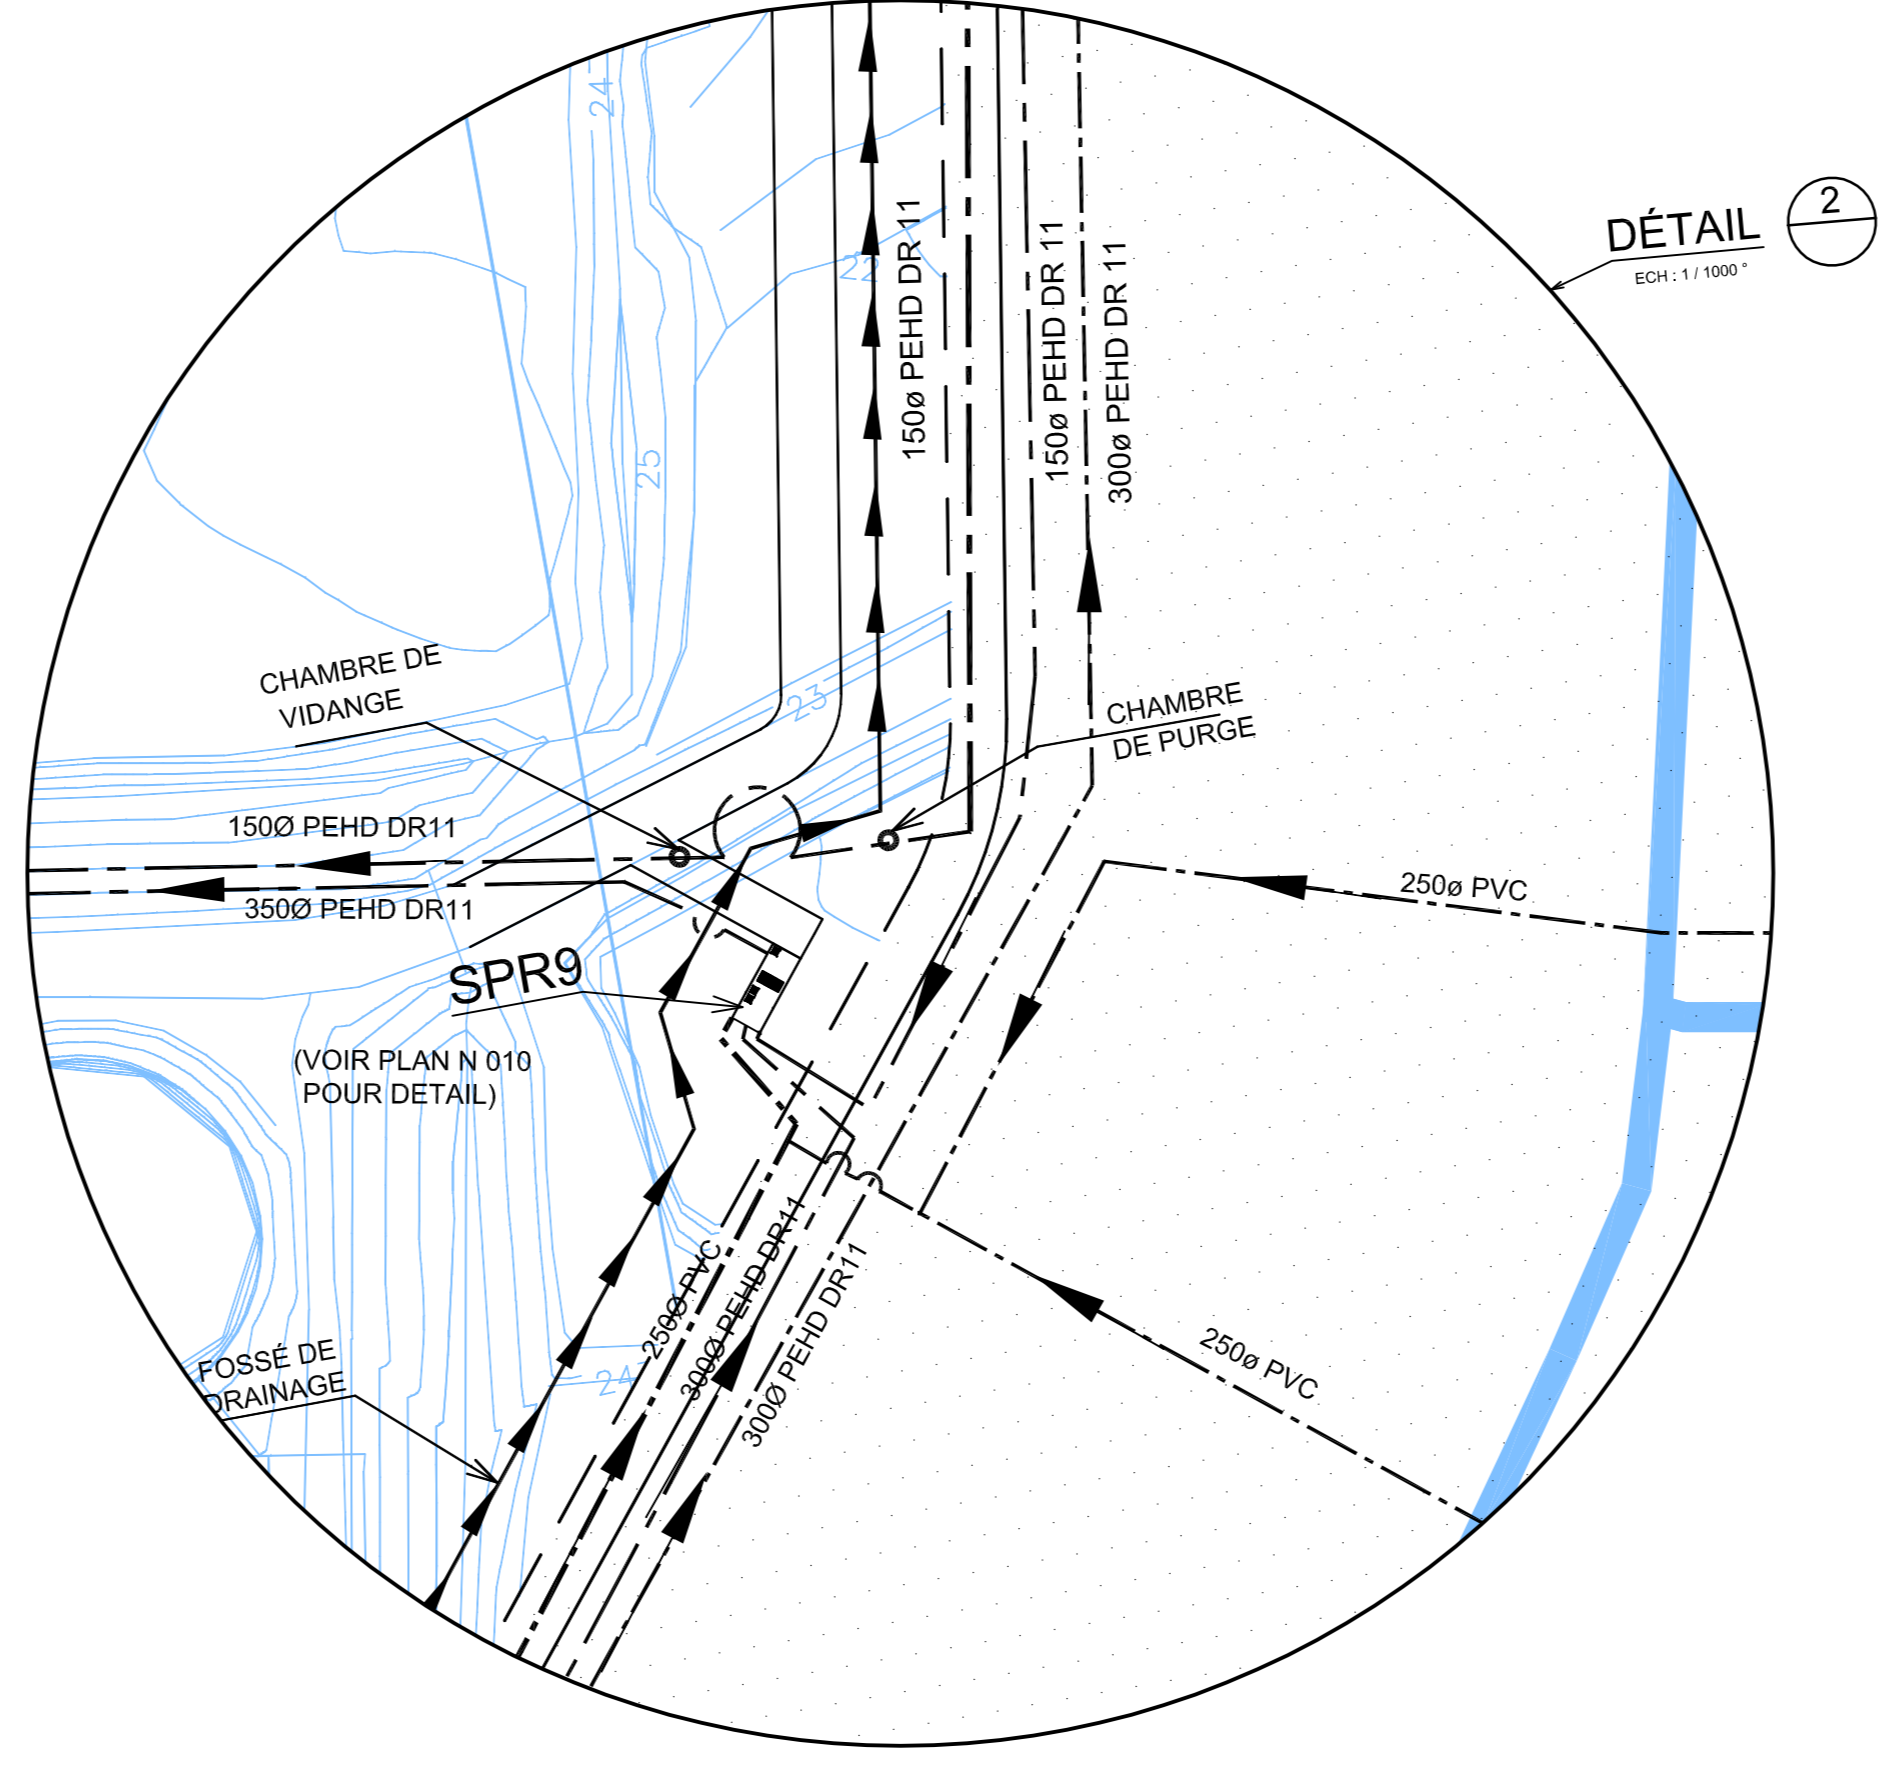 DÉTAIL
2
ECH : 1 / 1000 °
24
22
25
23
150ø PEHD DR 11
150ø PEHD DR 11
300ø PEHD DR 11
CHAMBRE DE
VIDANGE
CHAMBRE
DE PURGE
150Ø PEHD DR11
350Ø PEHD DR11
250ø PVC
SPR9
(VOIR PLAN N 010
POUR DETAIL)
250Ø PVC
300Ø PEHD DR11
300Ø PEHD DR11
250ø PVC
FOSSÉ DE
DRAINAGE
24